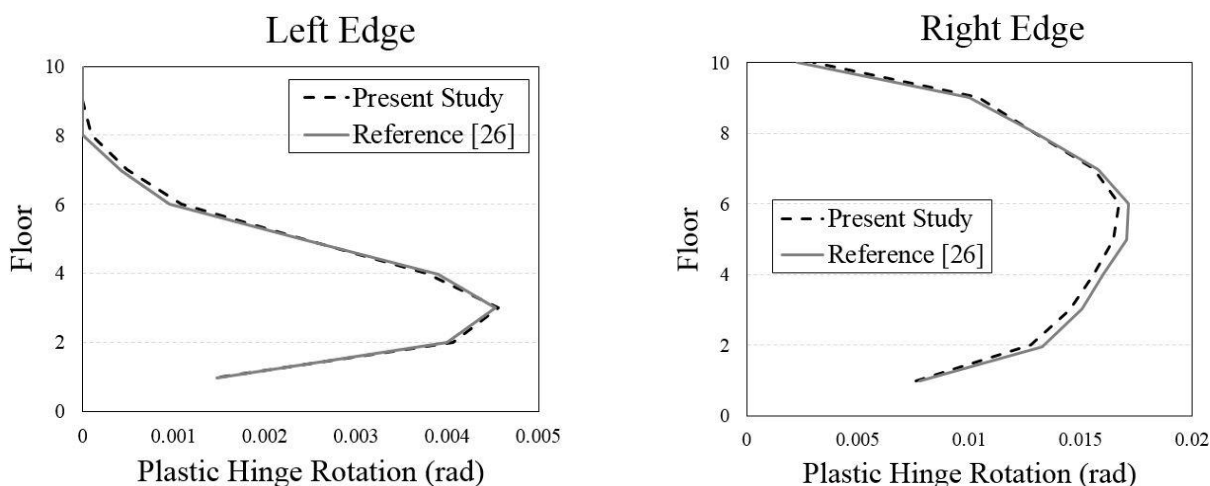 Left Edge
10
8
6
4
2
0
Floor
0 0.001 0.002 0.003 0.004 0.005
Plastic Hinge Rotation (rad)
Present Study
Reference [26]
Right Edge
10
8
6
4
2
0
Floor
0 0.005 0.01 0.015 0.02
Plastic Hinge Rotation (rad)
Present Study
Reference [26]